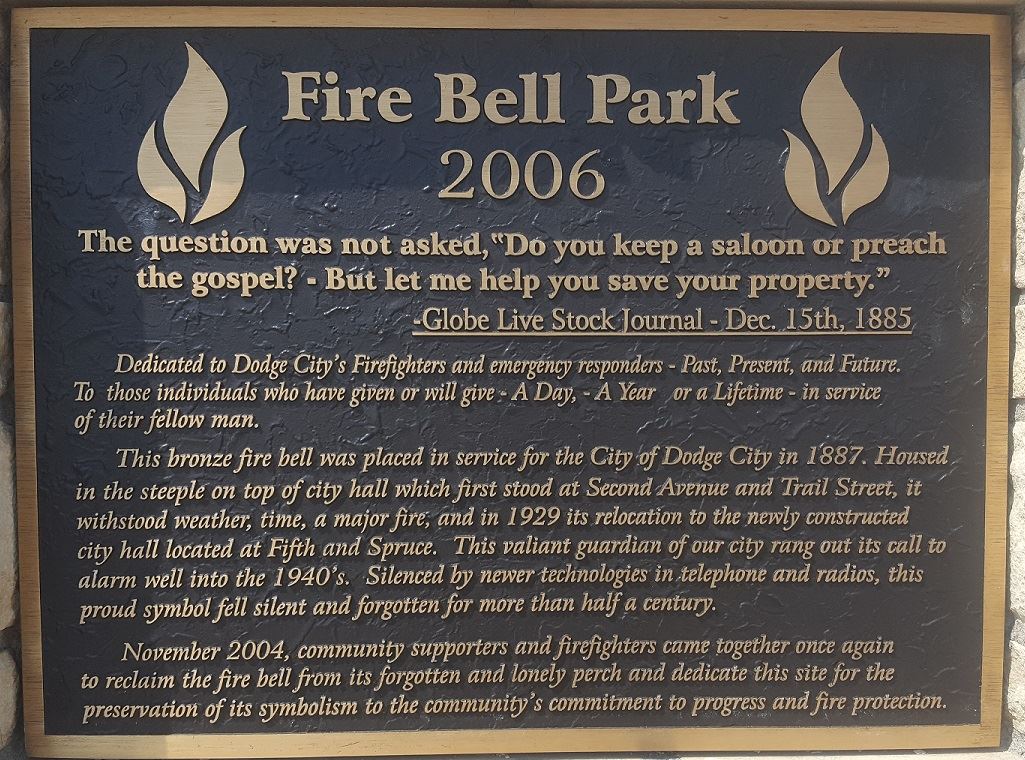 Fire Bell Park
2006
The question was not asked, "Do you keep a saloon or preach
the gospel? - But let me help you save your property."
-Globe Live Stock Journal - Dec. 15th, 1885
Dedicated to Dodge City's Firefighters and emergency responders - Past, Present, and Future.
To those individuals who have given or will give - A Day, - A Year or a Lifetime - in service
of their fellow man.
This bronze fire bell was placed in service for the City of Dodge City in 1887. Housed
in the steeple on top of city hall which first stood at Second Avenue and Trail Street, it
withstood weather, time, a major fire, and in 1929 its relocation to the newly constructed
city hall located at Fifth and Spruce. This valiant guardian of our city rang out its call to
alarm well into the 1940's. Silenced by newer technologies in telephone and radios, this
proud symbol fell silent and forgotten for more than half a century.
November 2004, community supporters and firefighters came together once again
to reclaim the fire bell from its forgotten and lonely perch and dedicate this site for the
preservation of its symbolism to the community's commitment to progress and fire protection.